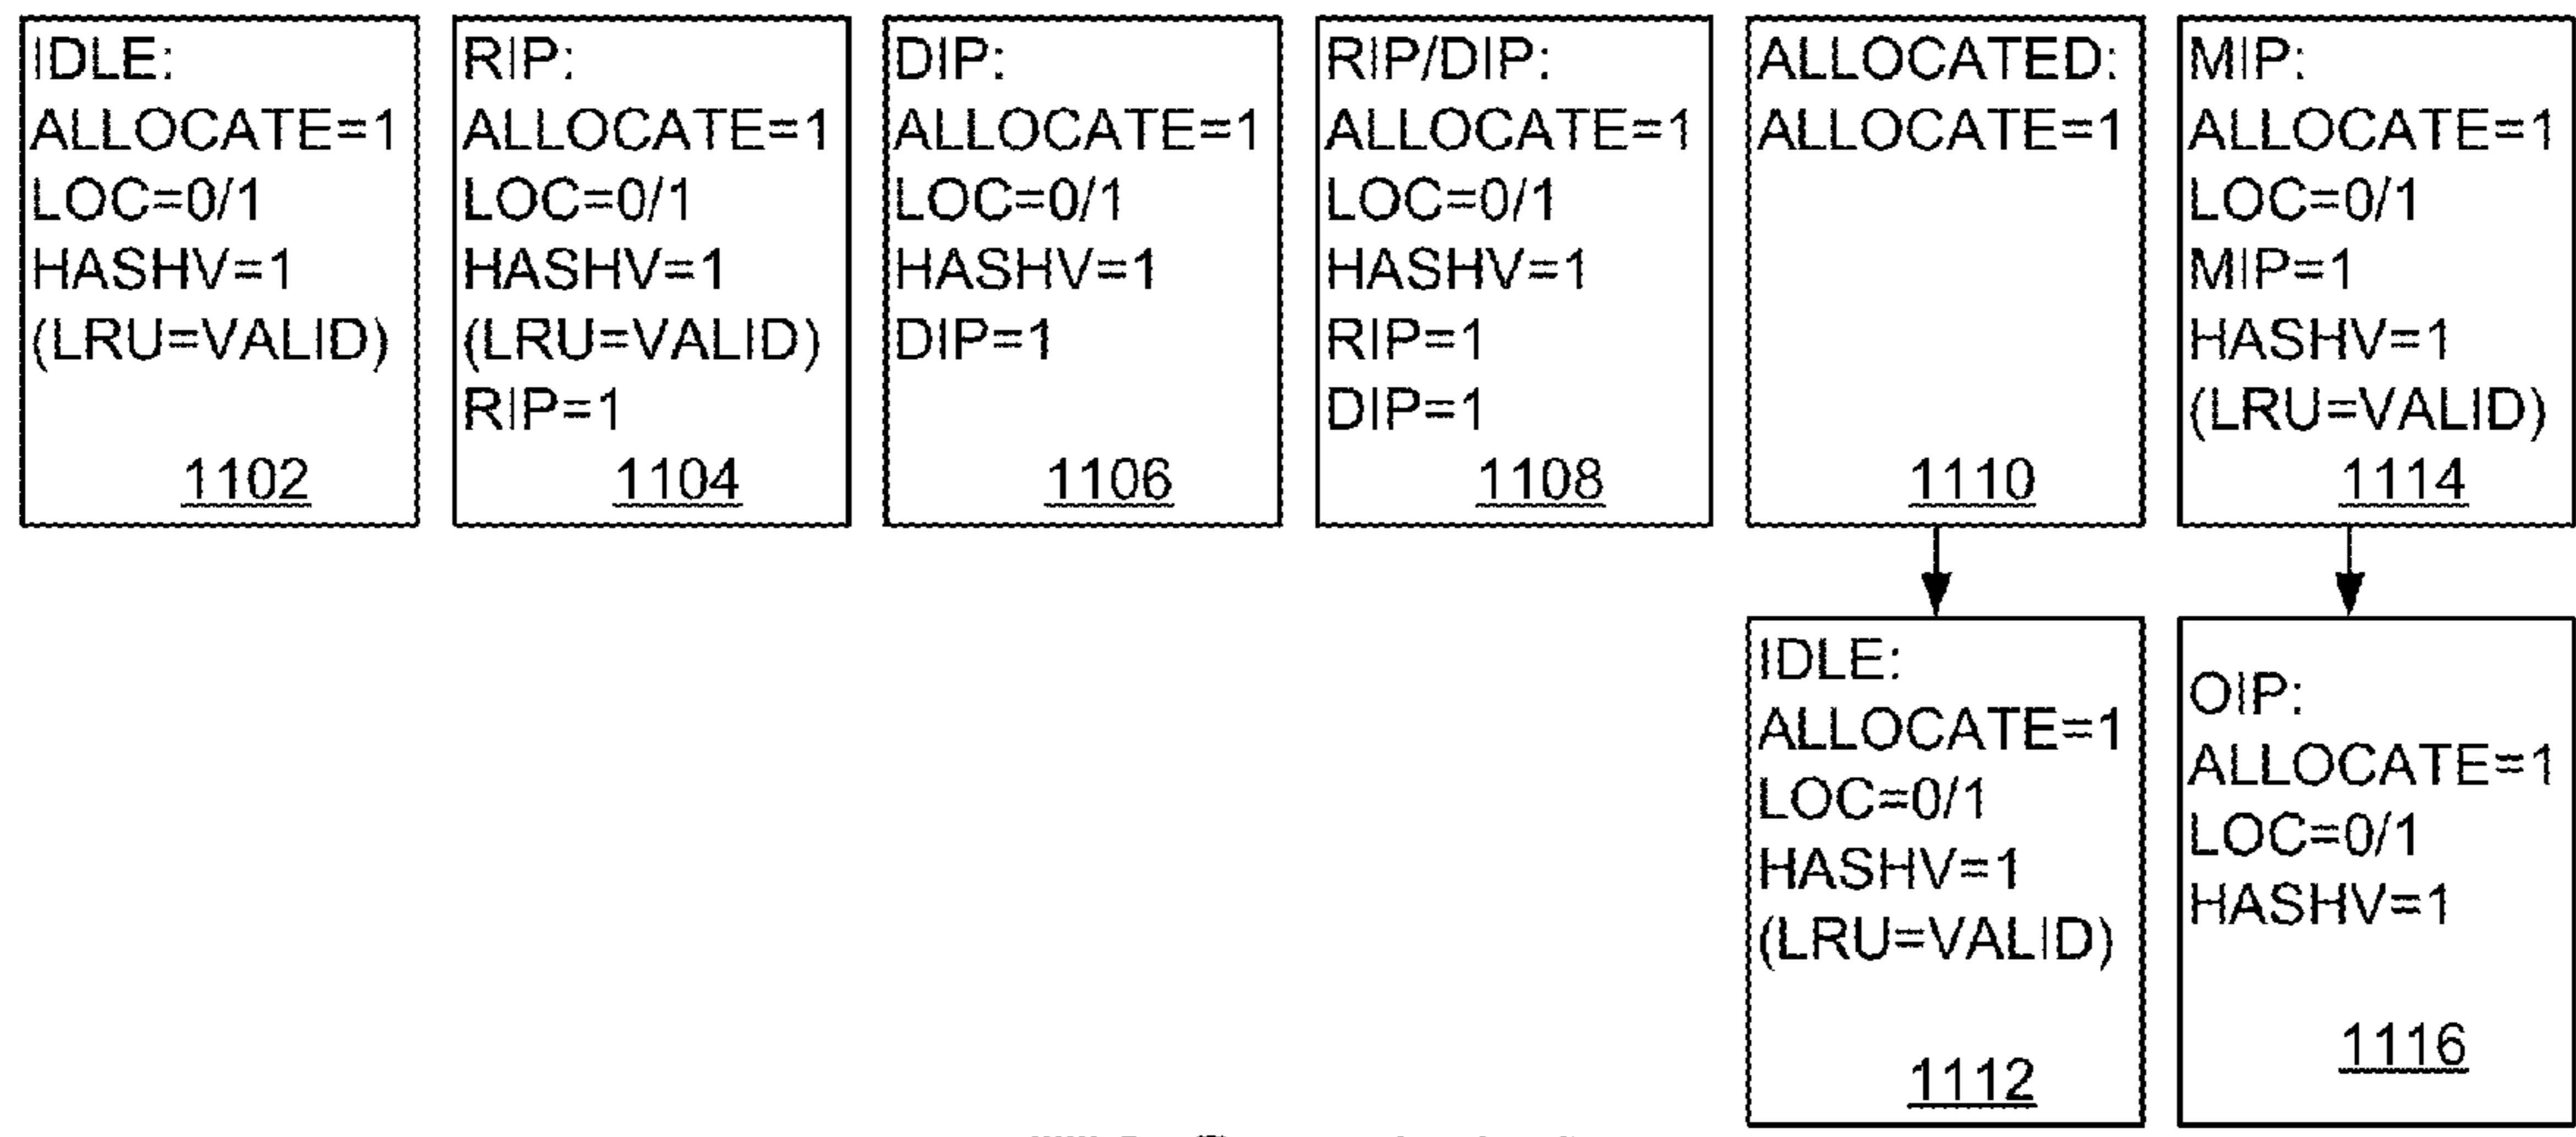 IDLE:
ALLOCATE=1
LOC=0/1
HASHV=1
(LRU=VALID)
1102
RIP:
ALLOCATE=1
LOC=0/1
HASHV=1
(LRU=VALID)
RIP=1
1104
DIP:
ALLOCATE=1
LOC=0/1
HASHV=1
DIP=1
1106
RIP/DIP:
ALLOCATE=1
LOC=0/1
HASHV=1
RIP=1
DIP=1
1108
ALLOCATED:
ALLOCATE=1
1110
MIP:
ALLOCATE=1
LOC=0/1
MIP=1
HASHV=1
(LRU=VALID)
1114
IDLE:
ALLOCATE=1
LOC=0/1
HASHV=1
(LRU=VALID)
1112
OIP:
ALLOCATE=1
LOC=0/1
HASHV=1
1116